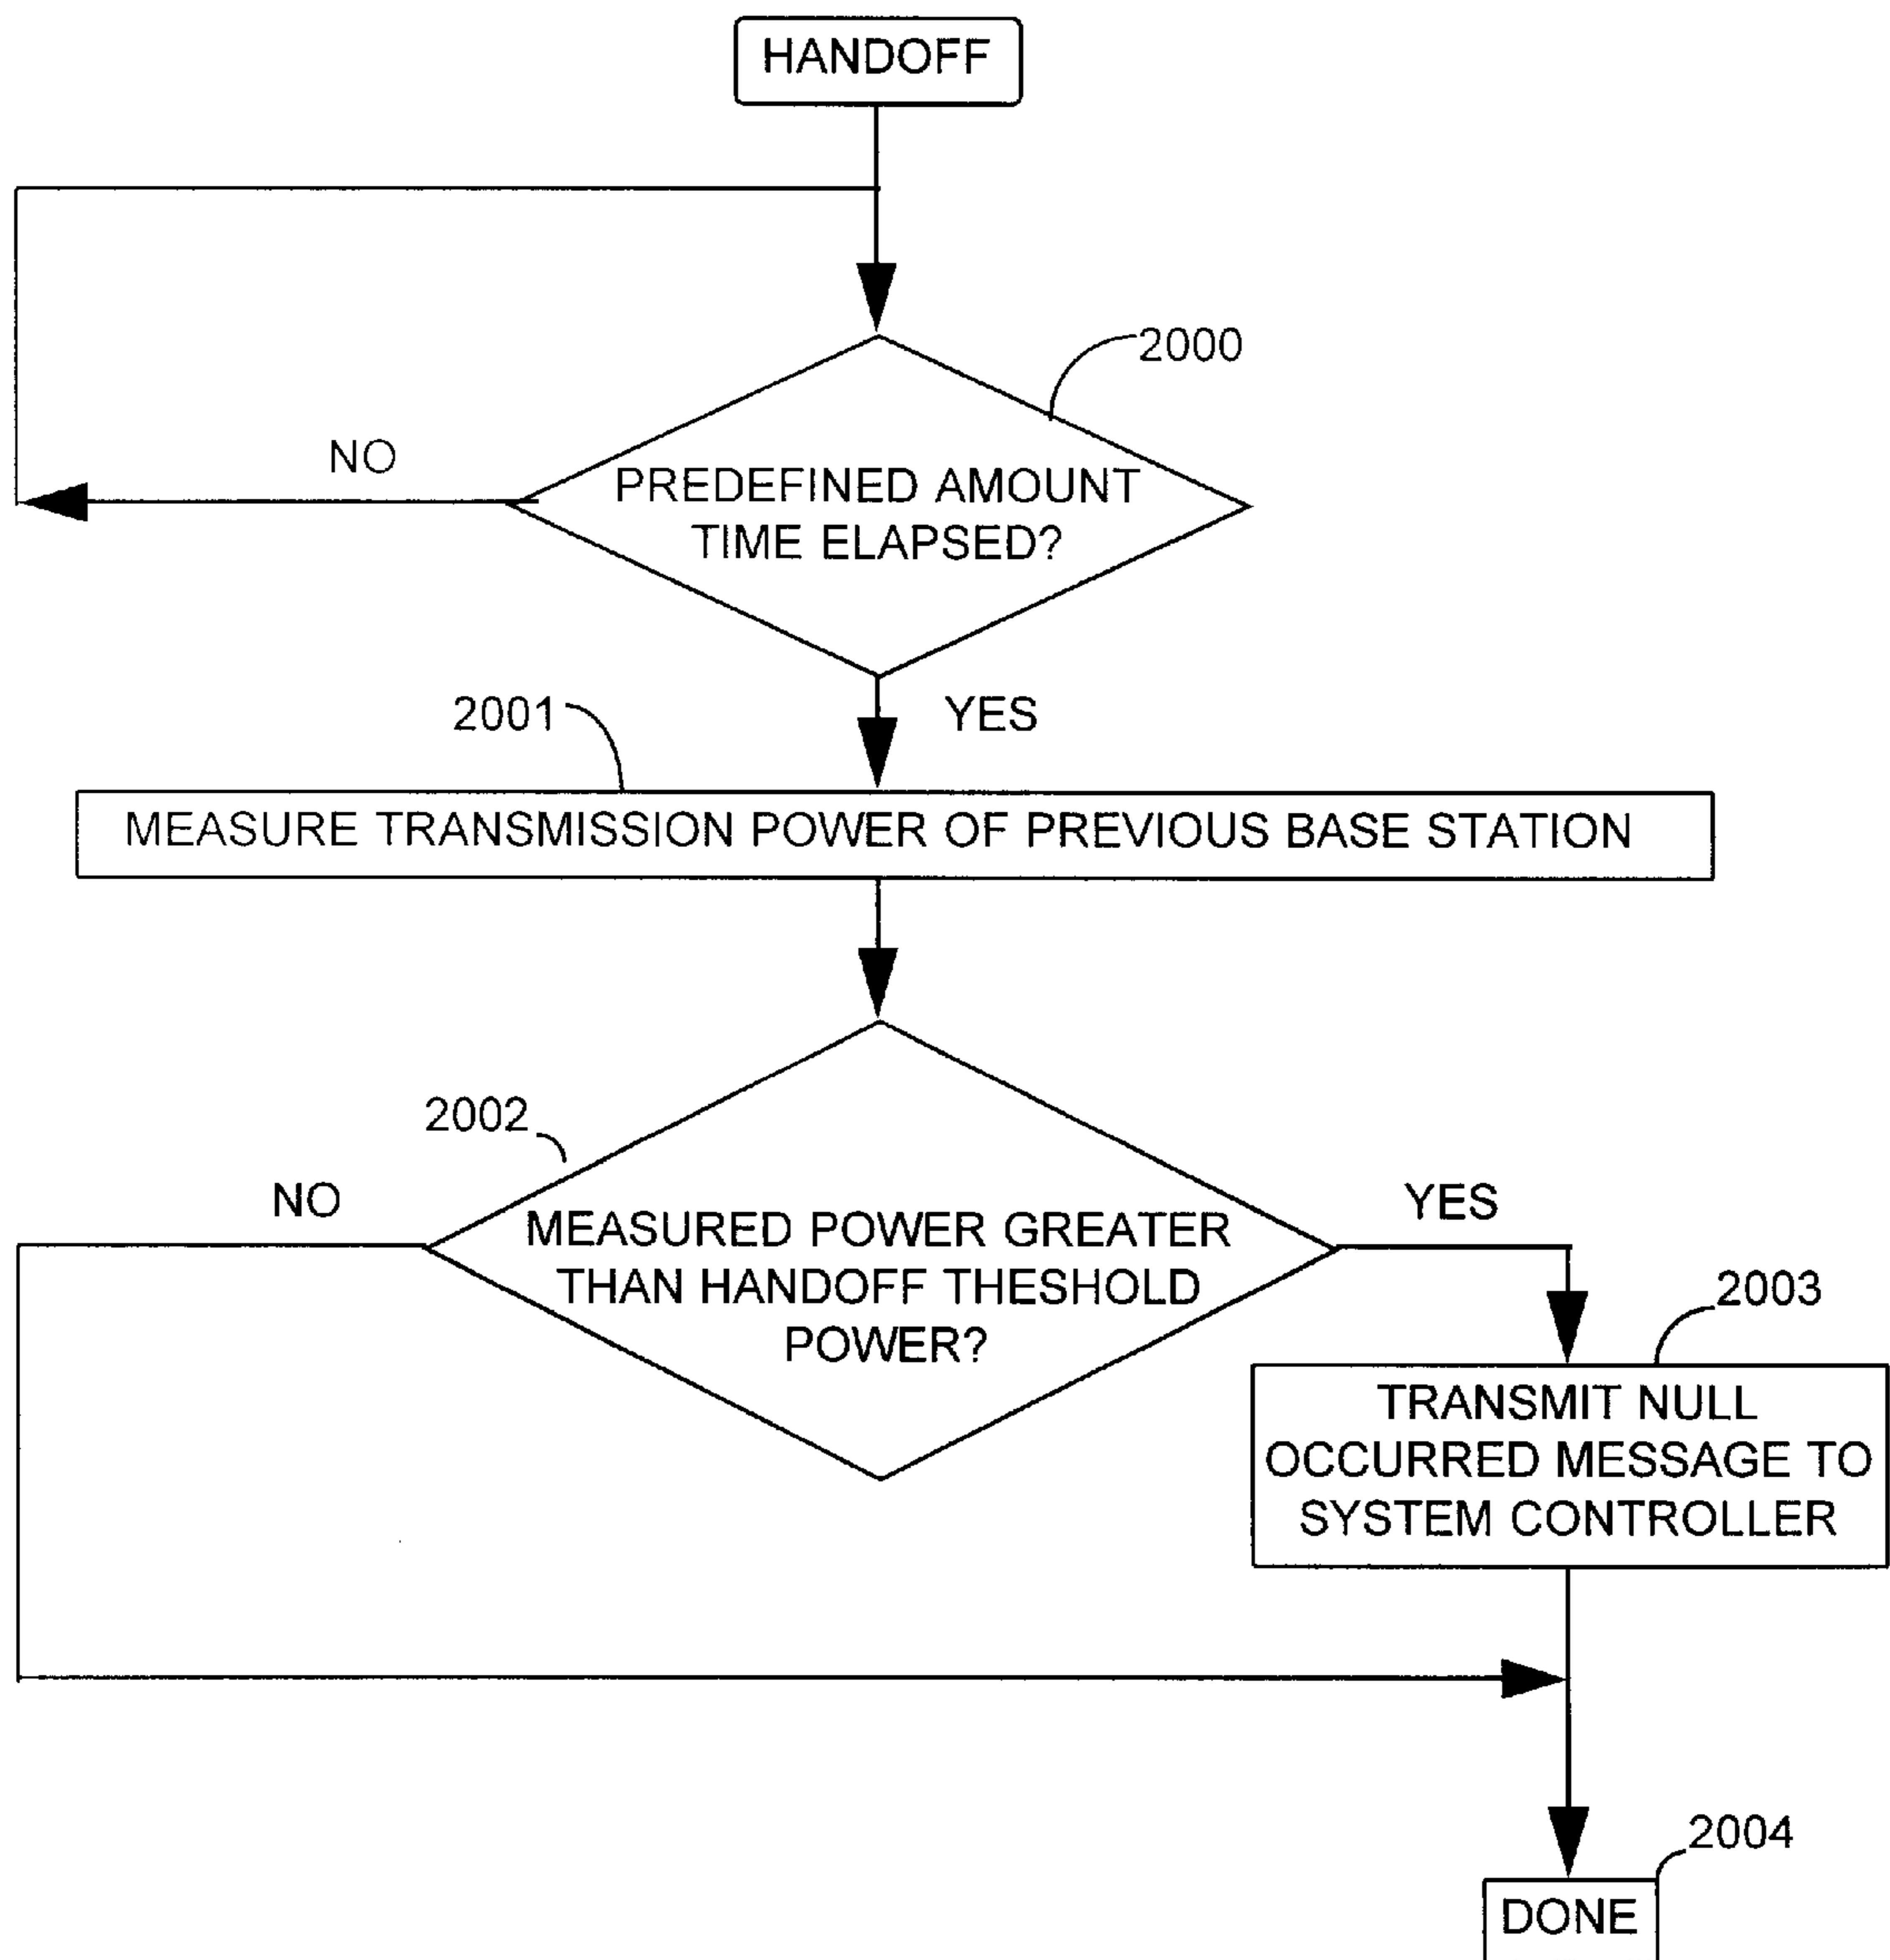 HANDOFF
2000
NO
PREDEFINED AMOUNT
TIME ELAPSED?
2001
YES
MEASURE TRANSMISSION POWER OF PREVIOUS BASE STATION
2002
NO
YES
MEASURED POWER GREATER
THAN HANDOFF THESHOLD
POWER?
2003
TRANSMIT NULL
OCCURRED MESSAGE TO
SYSTEM CONTROLLER
2004
DONE